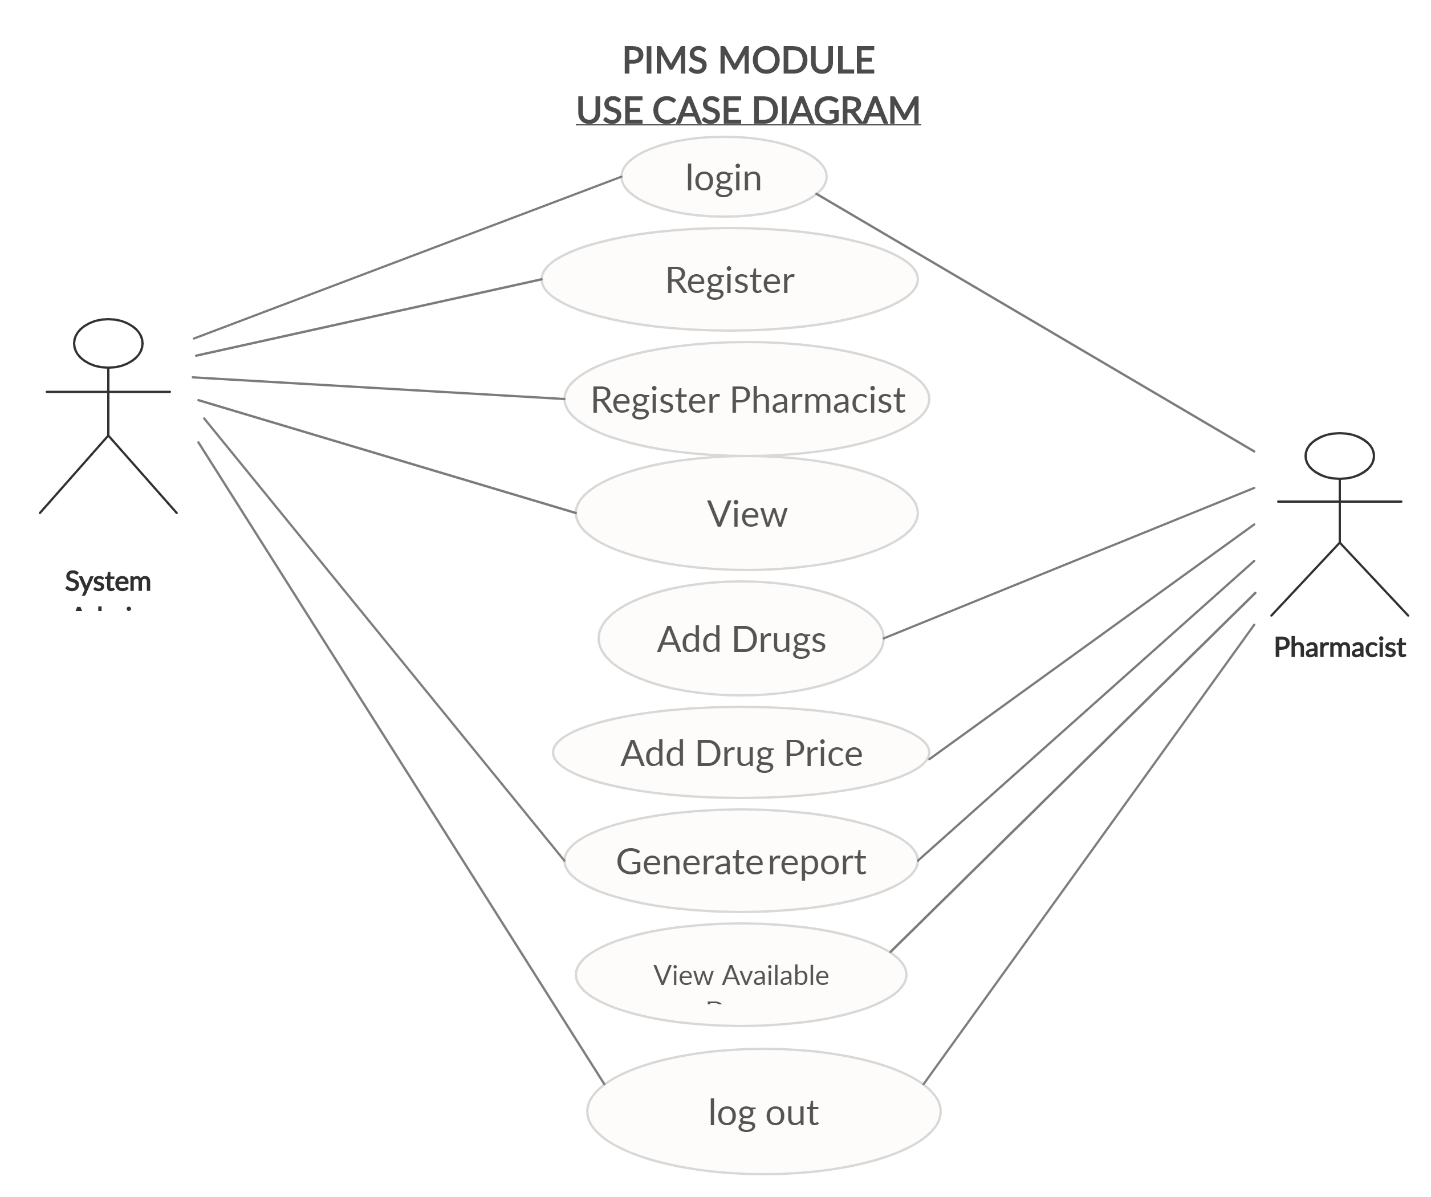 PIMS MODULE
USE CASE DIAGRAM
login
Register
Register Pharmacist
View
Add Drugs
Add Drug Price
Generate report
View Available
log out
System
Pharmacist